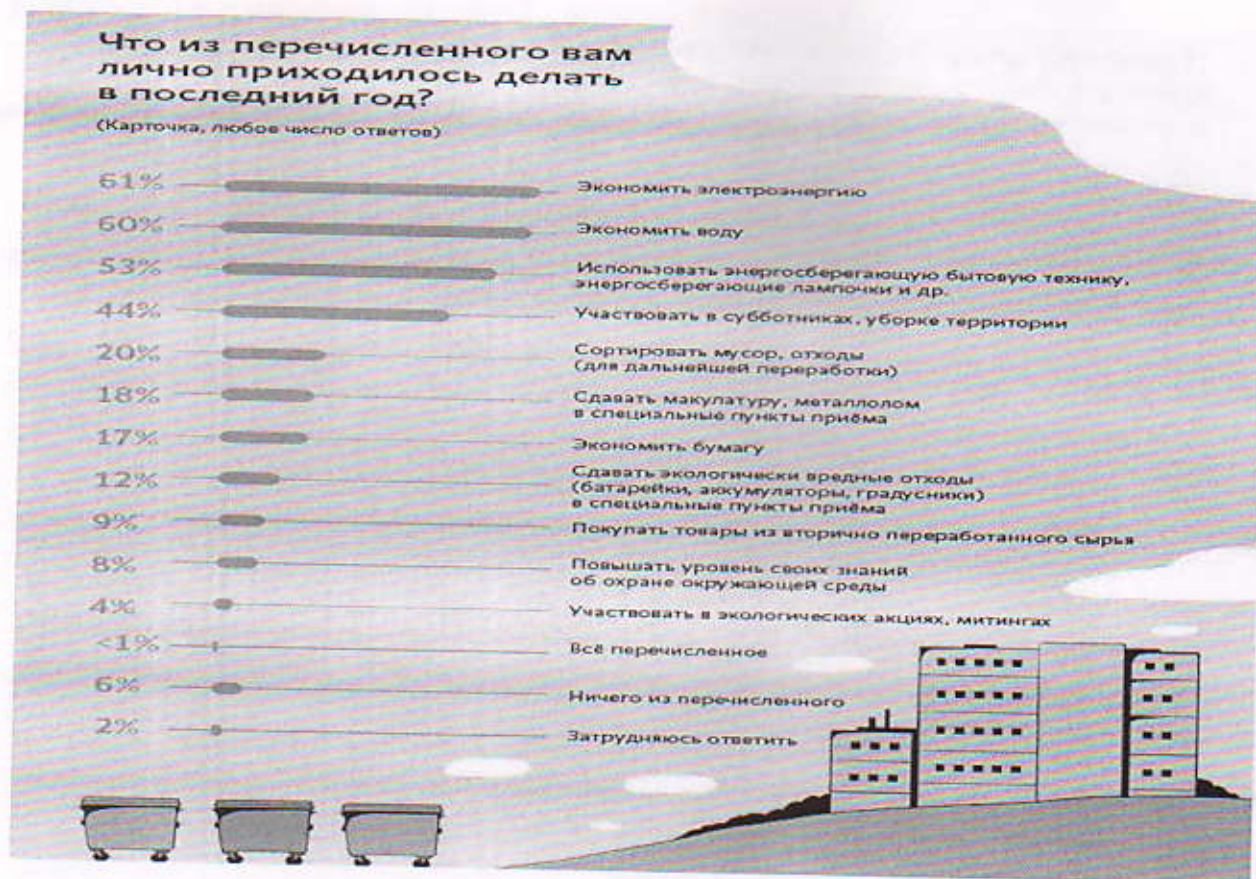 Что из перечисленного вам
лично приходилось делать
в последний год?
(Карточка, любое число ответов)
61% Экономить электроэнергию
60% Экономить воду
53% Использовать энергосберегающую бытовую технику,
энергосберегающие лампочки и др.
44% Участвовать в субботниках, уборке территории
20% Сортировать мусор, отходы
(для дальнейшей переработки)
18% Сдавать макулатуру, металлолом
в специальные пункты приёма
17% Экономить бумагу
12% Сдавать экологически вредные отходы
(батарейки, аккумуляторы, градусники)
в специальные пункты приёма
9% Покупать товары из вторично переработанного сырья
8% Повышать уровень своих знаний
об охране окружающей среды
4% Участвовать в экологических акциях, митингах
<1% Всё перечисленное
6% Ничего из перечисленного
2% Затрудняюсь ответить